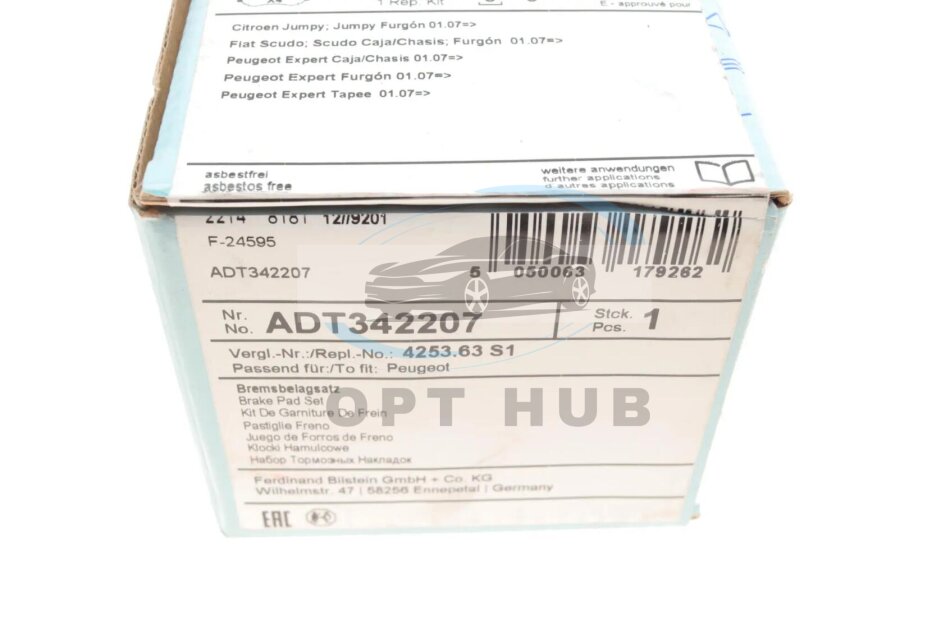 1 Rep. Kit
E - approuvé pour
Citroen Jumpy; Jumpy Furgón 01.07=>
Fiat Scudo; Scudo Caja/Chasis; Furgón 01.07=>
Peugeot Expert Caja/Chasis 01.07=>
Peugeot Expert Furgón 01.07=>
Peugeot Expert Tapee 01.07=>
asbestfrei
asbestos free
weitere anwendungen
further applications
d autres applications
2214 8181 12//9201
F-24595
ADT342207
5 050063 179262
Nr.
No. ADT342207
Stck.
Pcs. 1
Vergl.-Nr.:/Repl.-No.: 4253.63 S1
Passend für:/To fit: Peugeot
Bremsbelagsatz
Brake Pad Set
Kit De Garniture De Frein
Pastiglie Freno
Juego de Forros de Freno
Klocki Hamulcowe
Набор Тормозных Накладок
OPT HUB
Ferdinand Bilstein GmbH + Co. KG
Wilhelmstr. 47 | 58256 Ennepetal | Germany
EAC